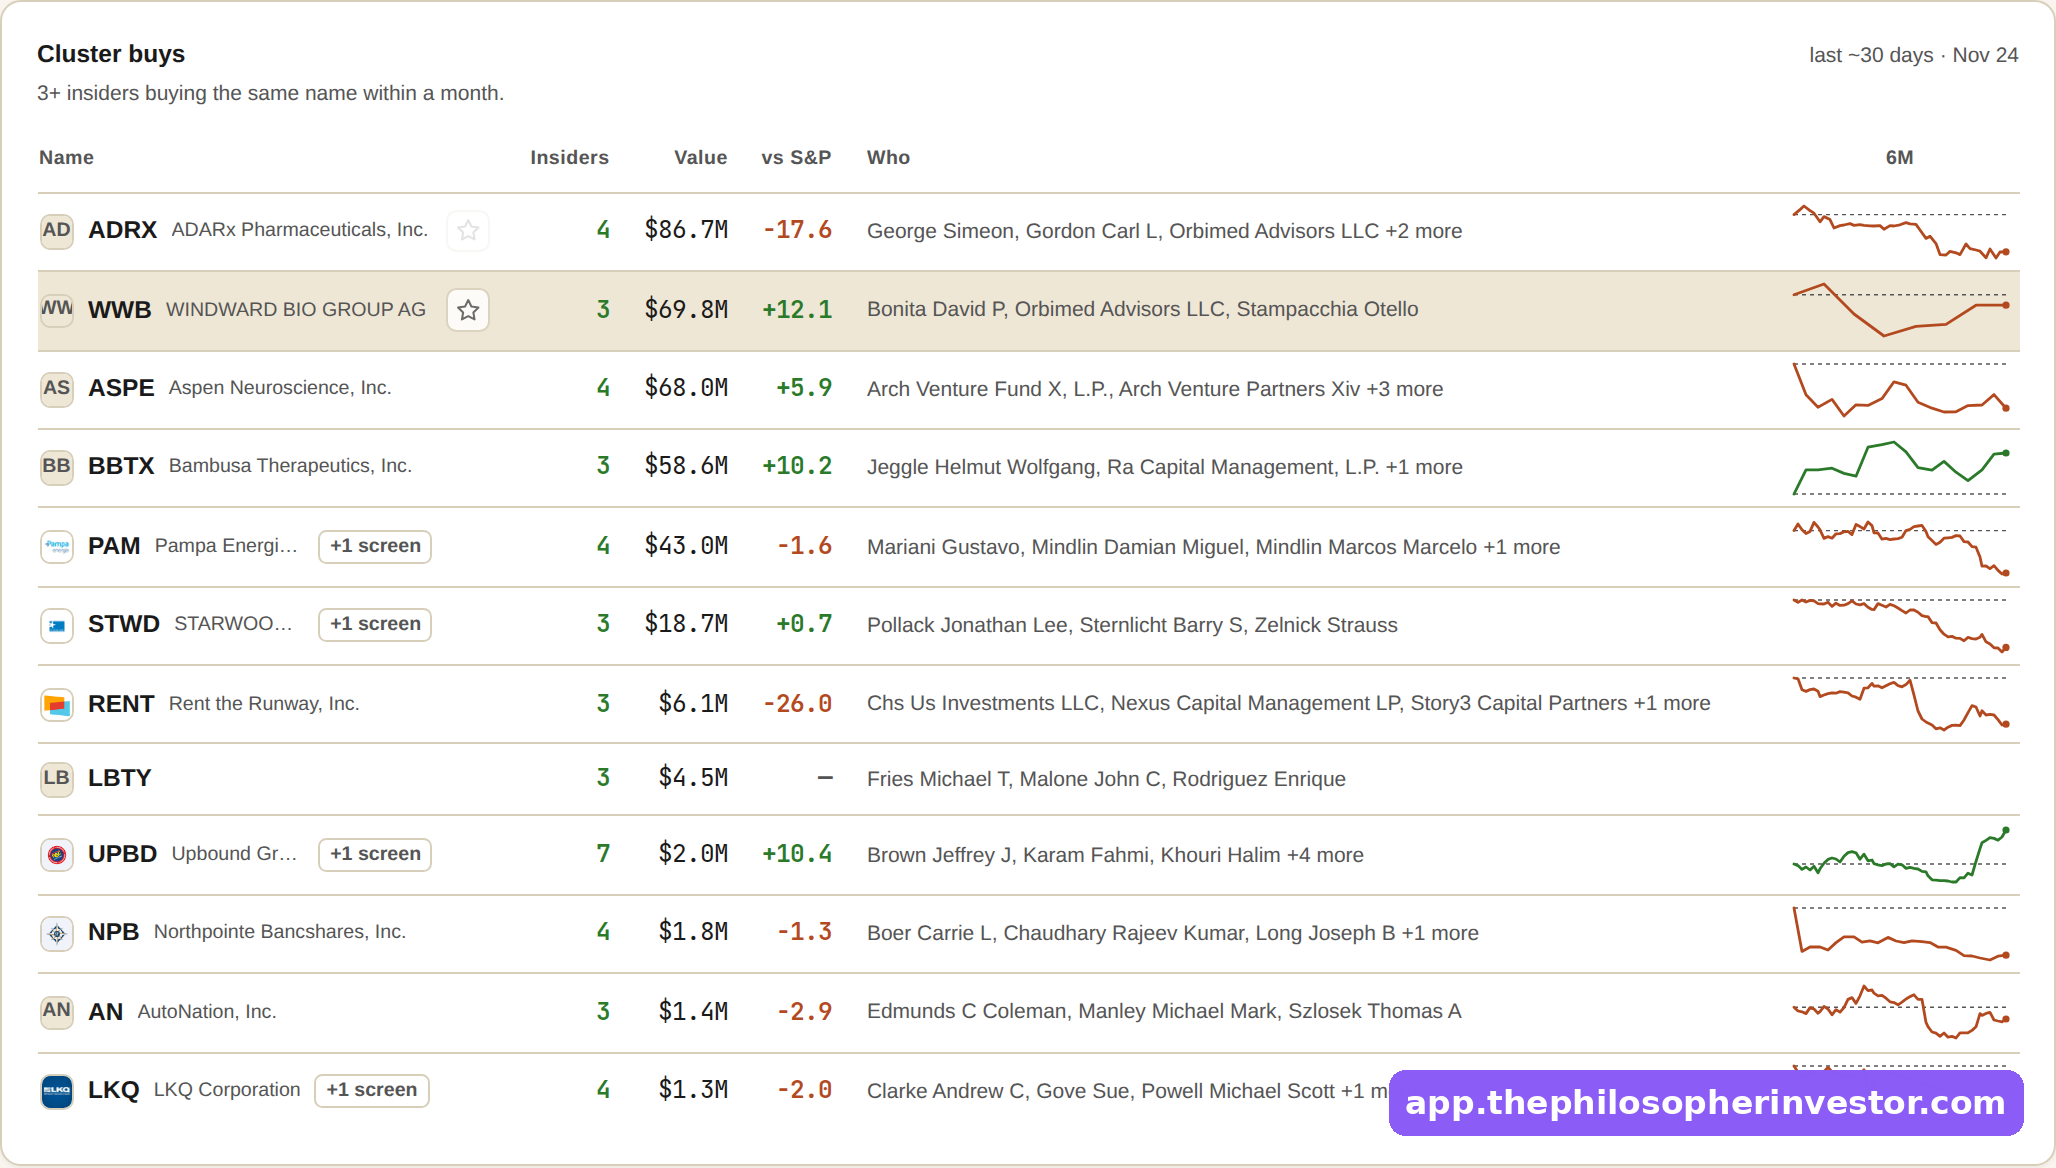 Cluster buys
last ~30 days · Nov 24
3+ insiders buying the same name within a month.
Name Insiders Value vs S&P Who 6M
AD ADRX ADARx Pharmaceuticals, Inc. 4 $86.7M -17.6 George Simeon, Gordon Carl L, Orbimed Advisors LLC +2 more
WW WWB WINDWARD BIO GROUP AG 3 $69.8M +12.1 Bonita David P, Orbimed Advisors LLC, Stampacchia Otello
AS ASPE Aspen Neuroscience, Inc. 4 $68.0M +5.9 Arch Venture Fund X, L.P., Arch Venture Partners Xiv +3 more
BB BBTX Bambusa Therapeutics, Inc. 3 $58.6M +10.2 Jeggle Helmut Wolfgang, Ra Capital Management, L.P. +1 more
Pampa energía PAM Pampa Energi… +1 screen 4 $43.0M -1.6 Mariani Gustavo, Mindlin Damian Miguel, Mindlin Marcos Marcelo +1 more
STWD STARWOO… +1 screen 3 $18.7M +0.7 Pollack Jonathan Lee, Sternlicht Barry S, Zelnick Strauss
RENT Rent the Runway, Inc. 3 $6.1M -26.0 Chs Us Investments LLC, Nexus Capital Management LP, Story3 Capital Partners +1 more
LB LBTY 3 $4.5M — Fries Michael T, Malone John C, Rodriguez Enrique
UPBD Upbound Gr… +1 screen 7 $2.0M +10.4 Brown Jeffrey J, Karam Fahmi, Khouri Halim +4 more
NPB Northpointe Bancshares, Inc. 4 $1.8M -1.3 Boer Carrie L, Chaudhary Rajeev Kumar, Long Joseph B +1 more
AN AN AutoNation, Inc. 3 $1.4M -2.9 Edmunds C Coleman, Manley Michael Mark, Szlosek Thomas A
LKQ LKQ LKQ Corporation +1 screen 4 $1.3M -2.0 Clarke Andrew C, Gove Sue, Powell Michael Scott +1 m
app.thephilosopherinvestor.com